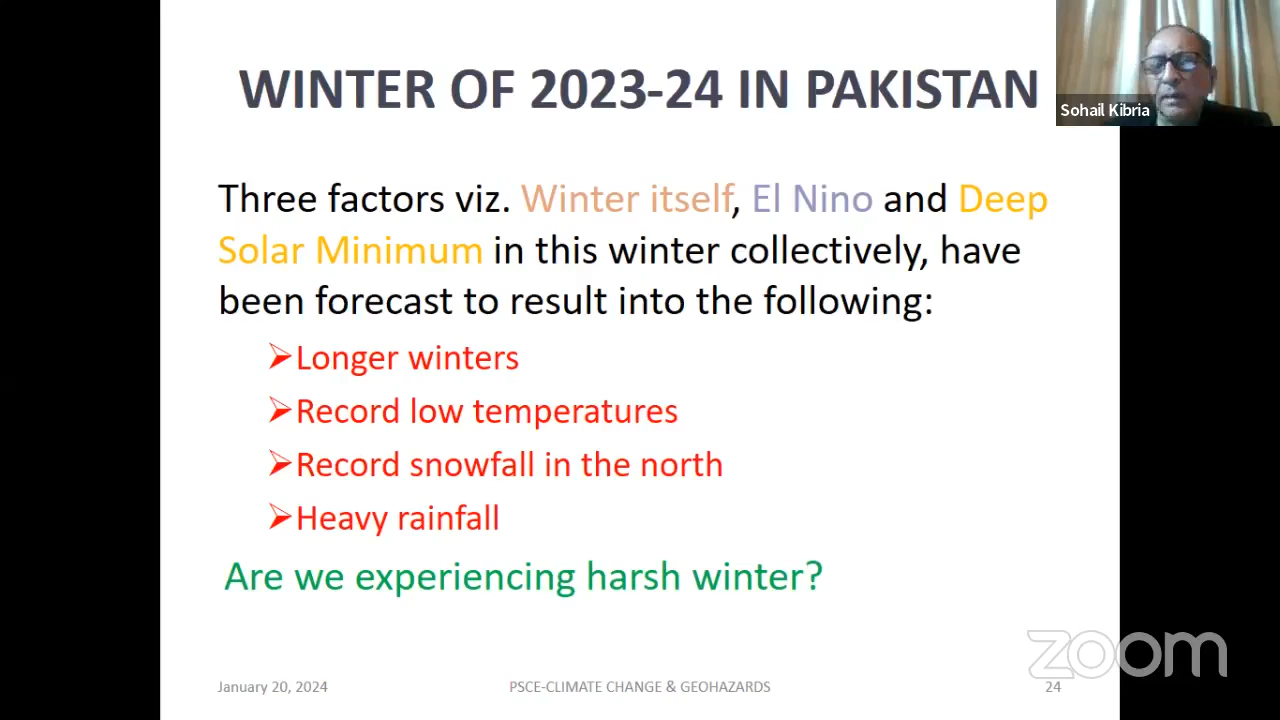 WINTER OF 2023-24 IN PAKISTAN
Sohail Kibria
Three factors viz. Winter itself, El Nino and Deep
Solar Minimum in this winter collectively, have
been forecast to result into the following:
➢Longer winters
➢Record low temperatures
➢Record snowfall in the north
➢Heavy rainfall
Are we experiencing harsh winter?
zoom
January 20, 2024
PSCE-CLIMATE CHANGE & GEOHAZARDS
24